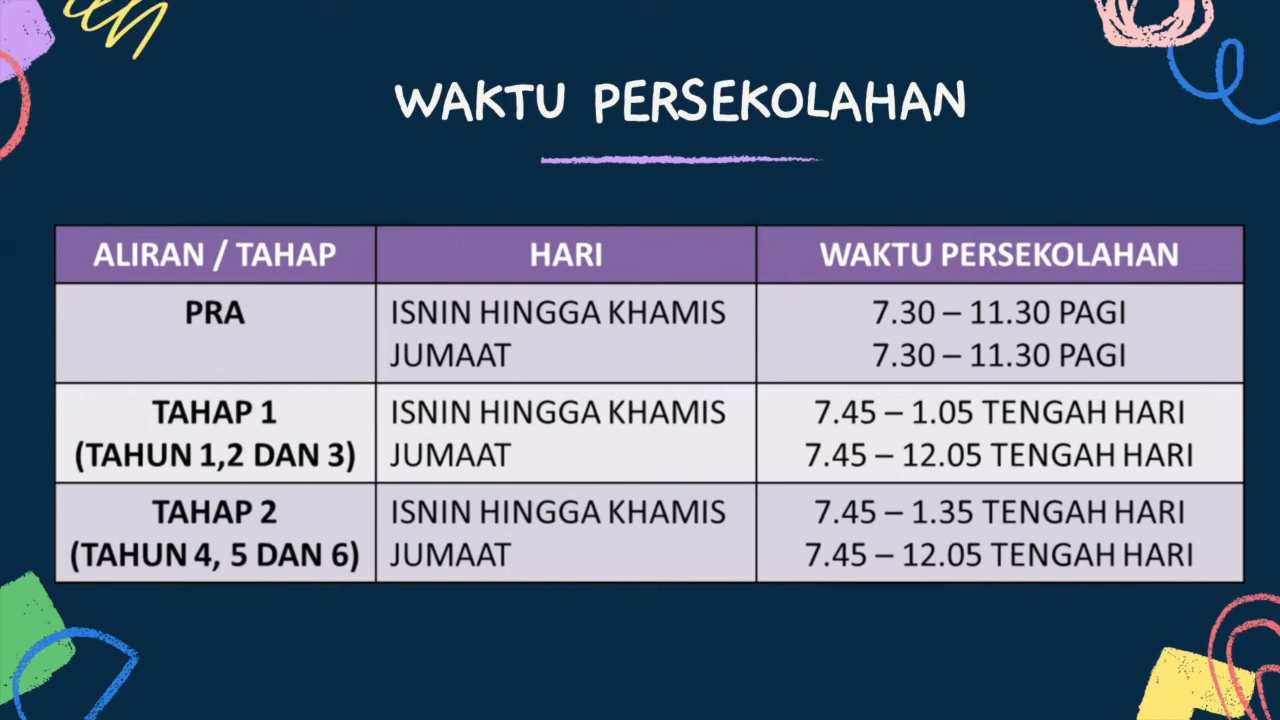 WAKTU PERSEKOLAHAN
ALIRAN / TAHAP HARI WAKTU PERSEKOLAHAN
PRA ISNIN HINGGA KHAMIS 7.30 – 11.30 PAGI
JUMAAT 7.30 – 11.30 PAGI
TAHAP 1 ISNIN HINGGA KHAMIS 7.45 – 1.05 TENGAH HARI
(TAHUN 1,2 DAN 3) JUMAAT 7.45 – 12.05 TENGAH HARI
TAHAP 2 ISNIN HINGGA KHAMIS 7.45 – 1.35 TENGAH HARI
(TAHUN 4, 5 DAN 6) JUMAAT 7.45 – 12.05 TENGAH HARI